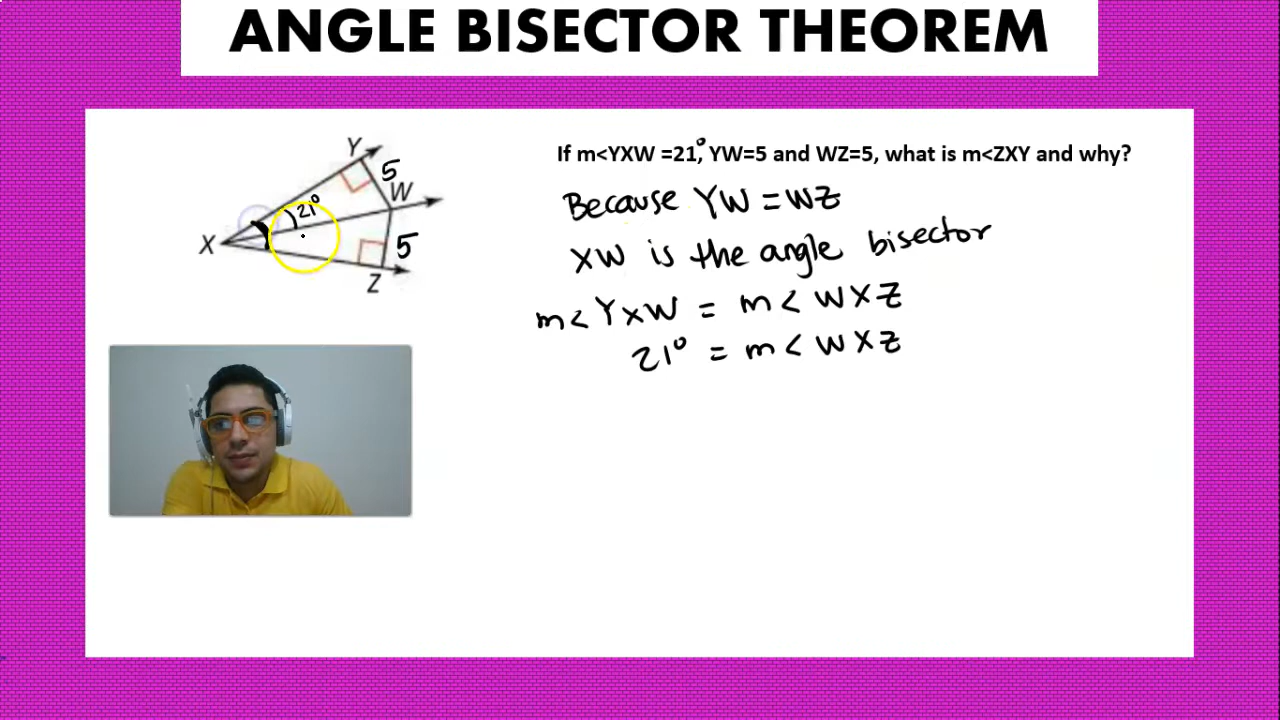 ANGLE BISECTOR THEOREM
If m<YXW =21°, YW=5 and WZ=5, what is m<ZXY and why?
Y
5
W
21°
X
5
Z
Because YW = WZ
XW is the angle bisector
m< YXW = m< WXZ
21° = m< WXZ